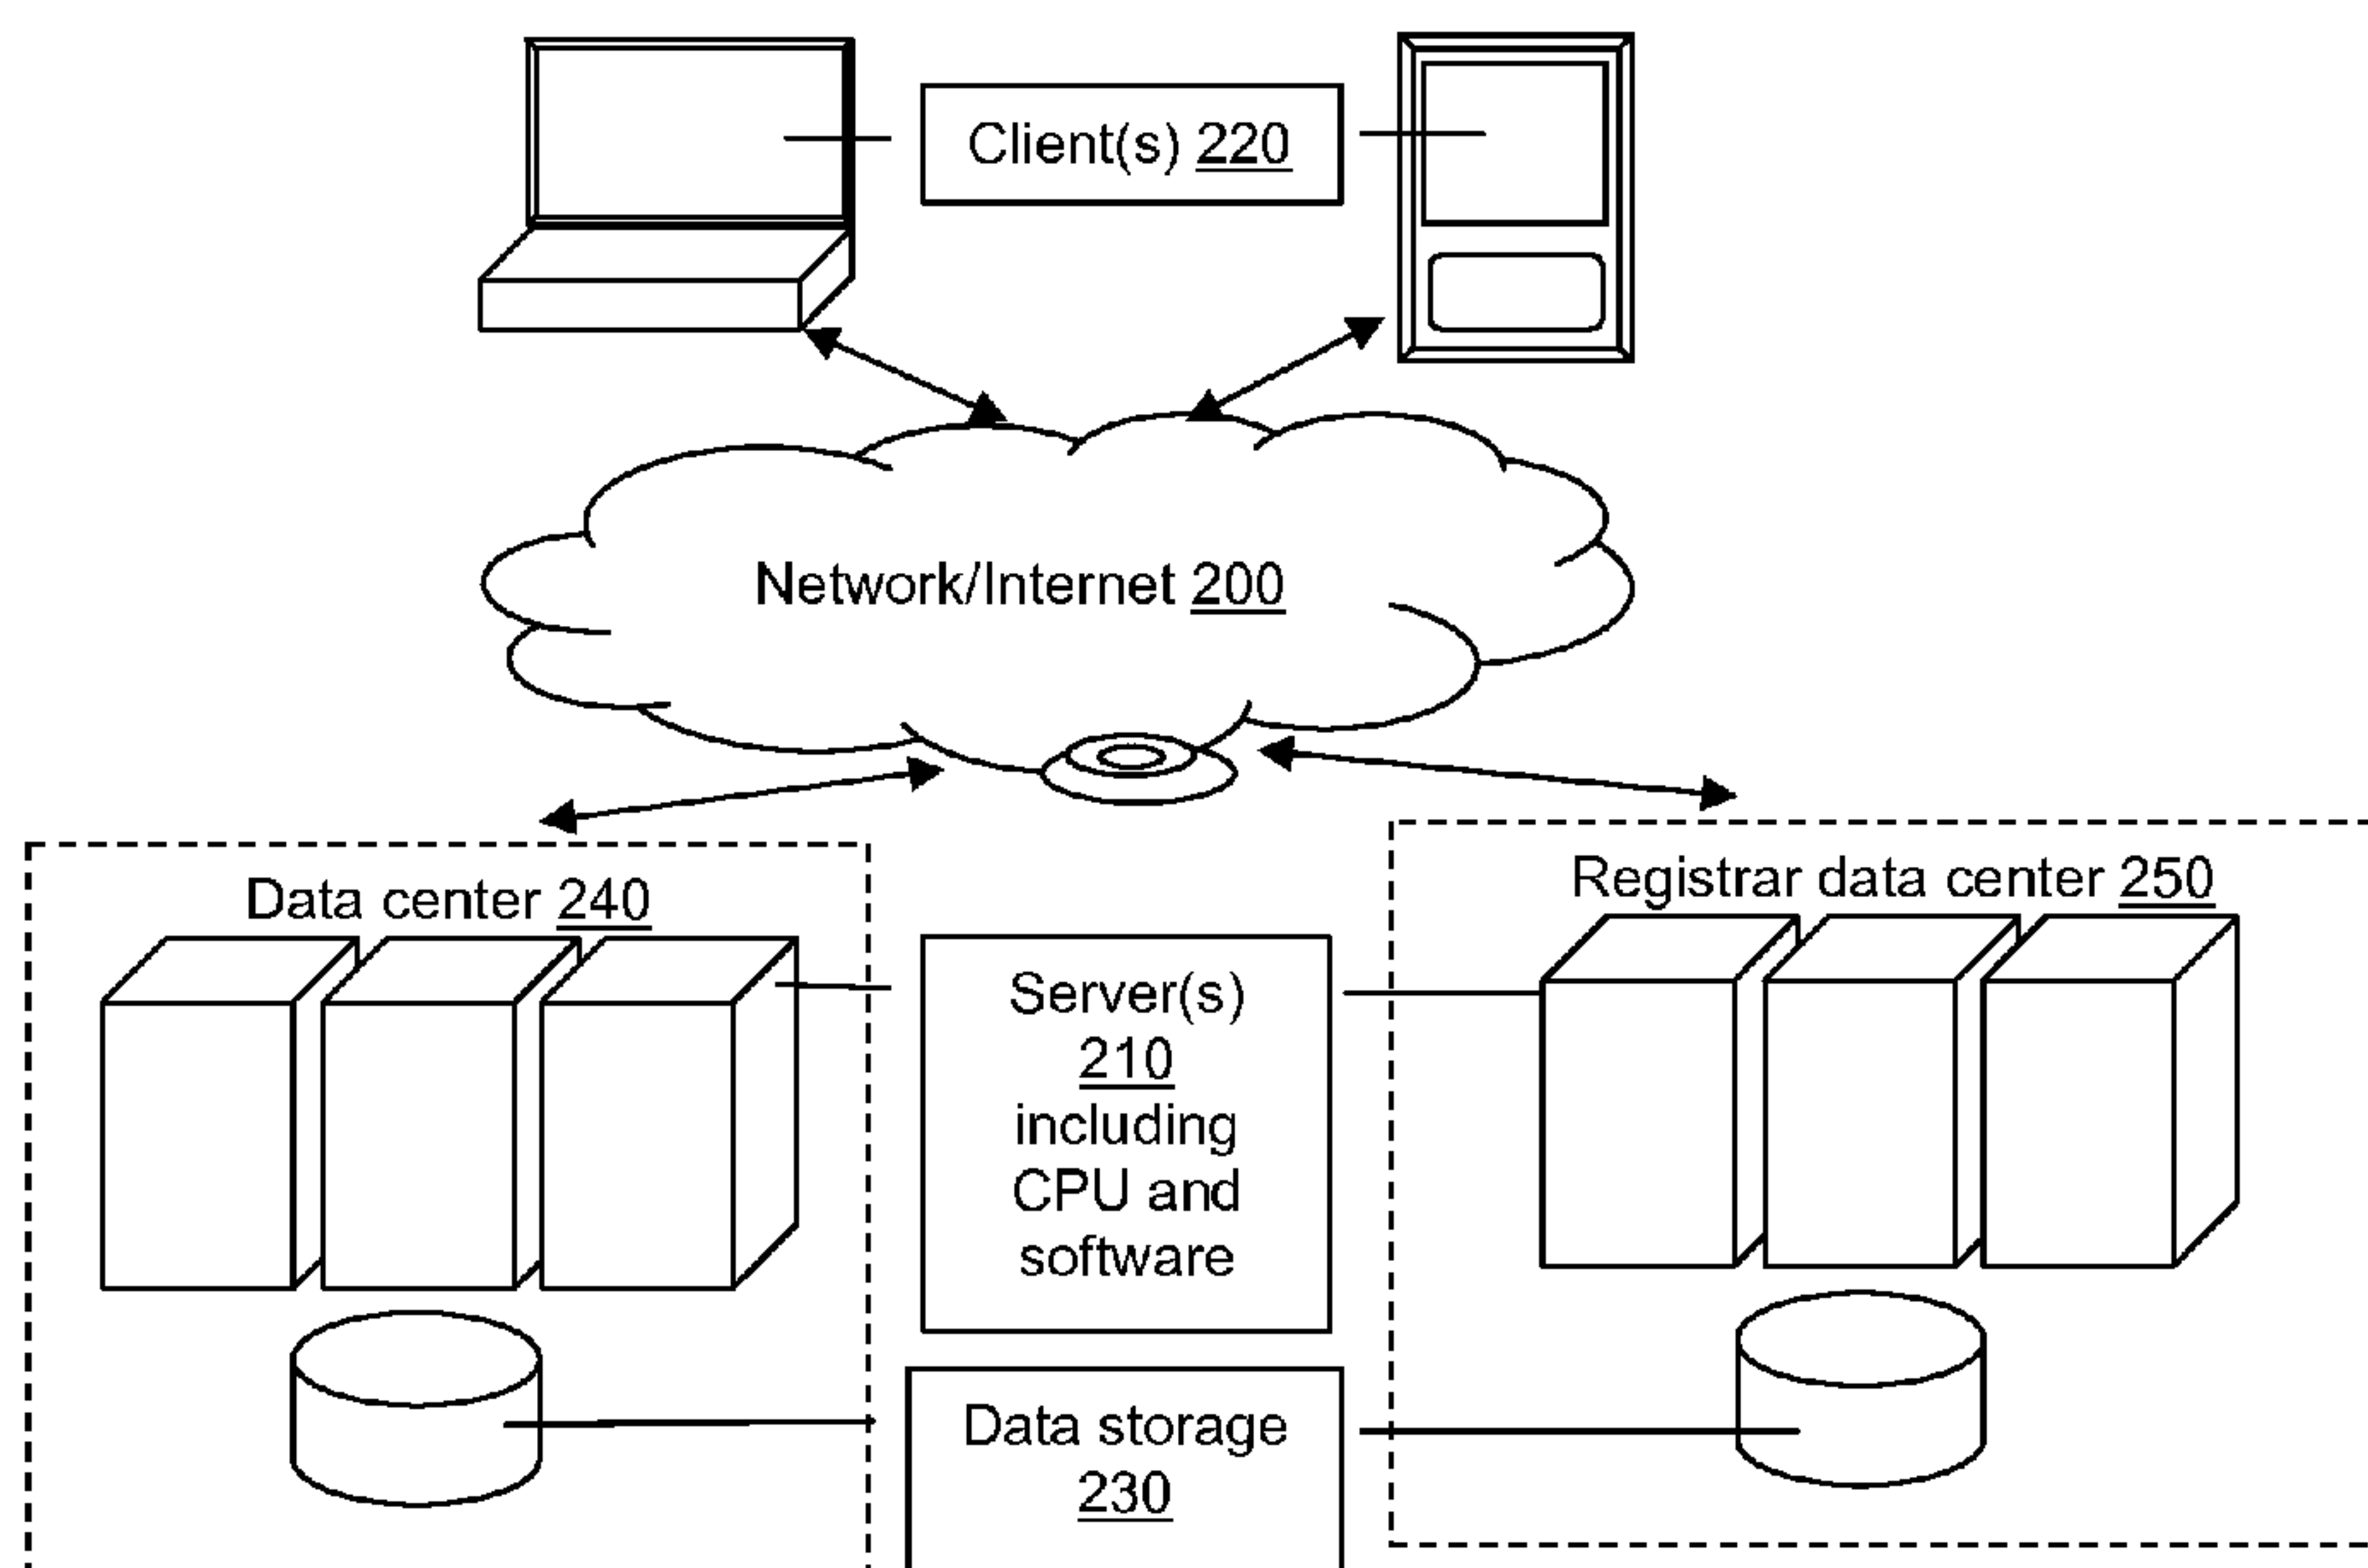 Client(s) 220
Network/Internet 200
Data center 240
Registrar data center 250
Server(s)
210
including
CPU and
software
Data storage
230